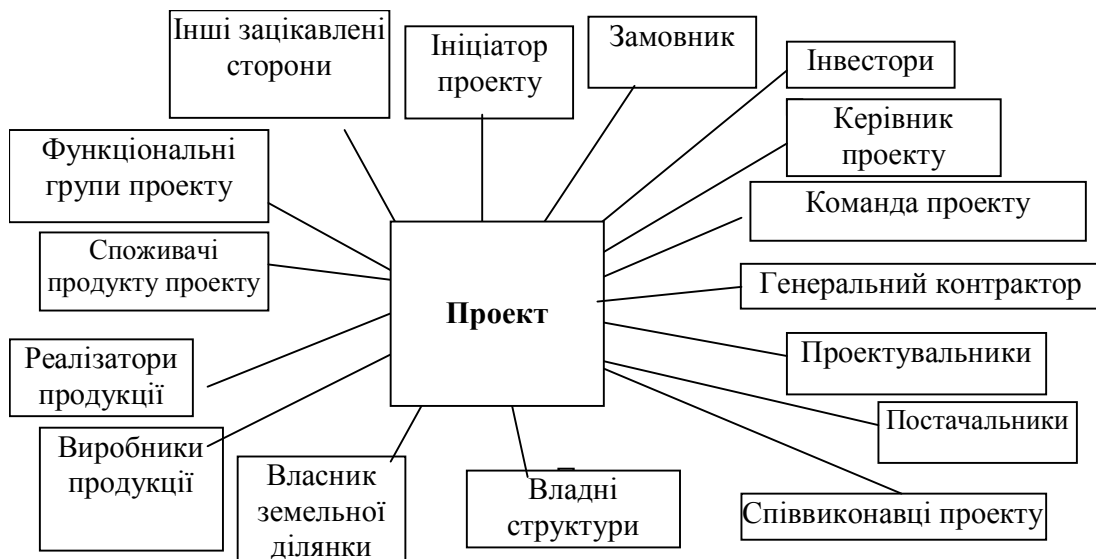 Інші зацікавлені
сторони
Ініціатор
проекту
Замовник
Інвестори
Керівник
проекту
Команда проекту
Генеральний контрактор
Проектувальники
Постачальники
Співвиконавці проекту
Владні
структури
Власник
земельної
ділянки
Виробники
продукції
Реалізатори
продукції
Споживачі
продукту проекту
Функціональні
групи проекту
Проект